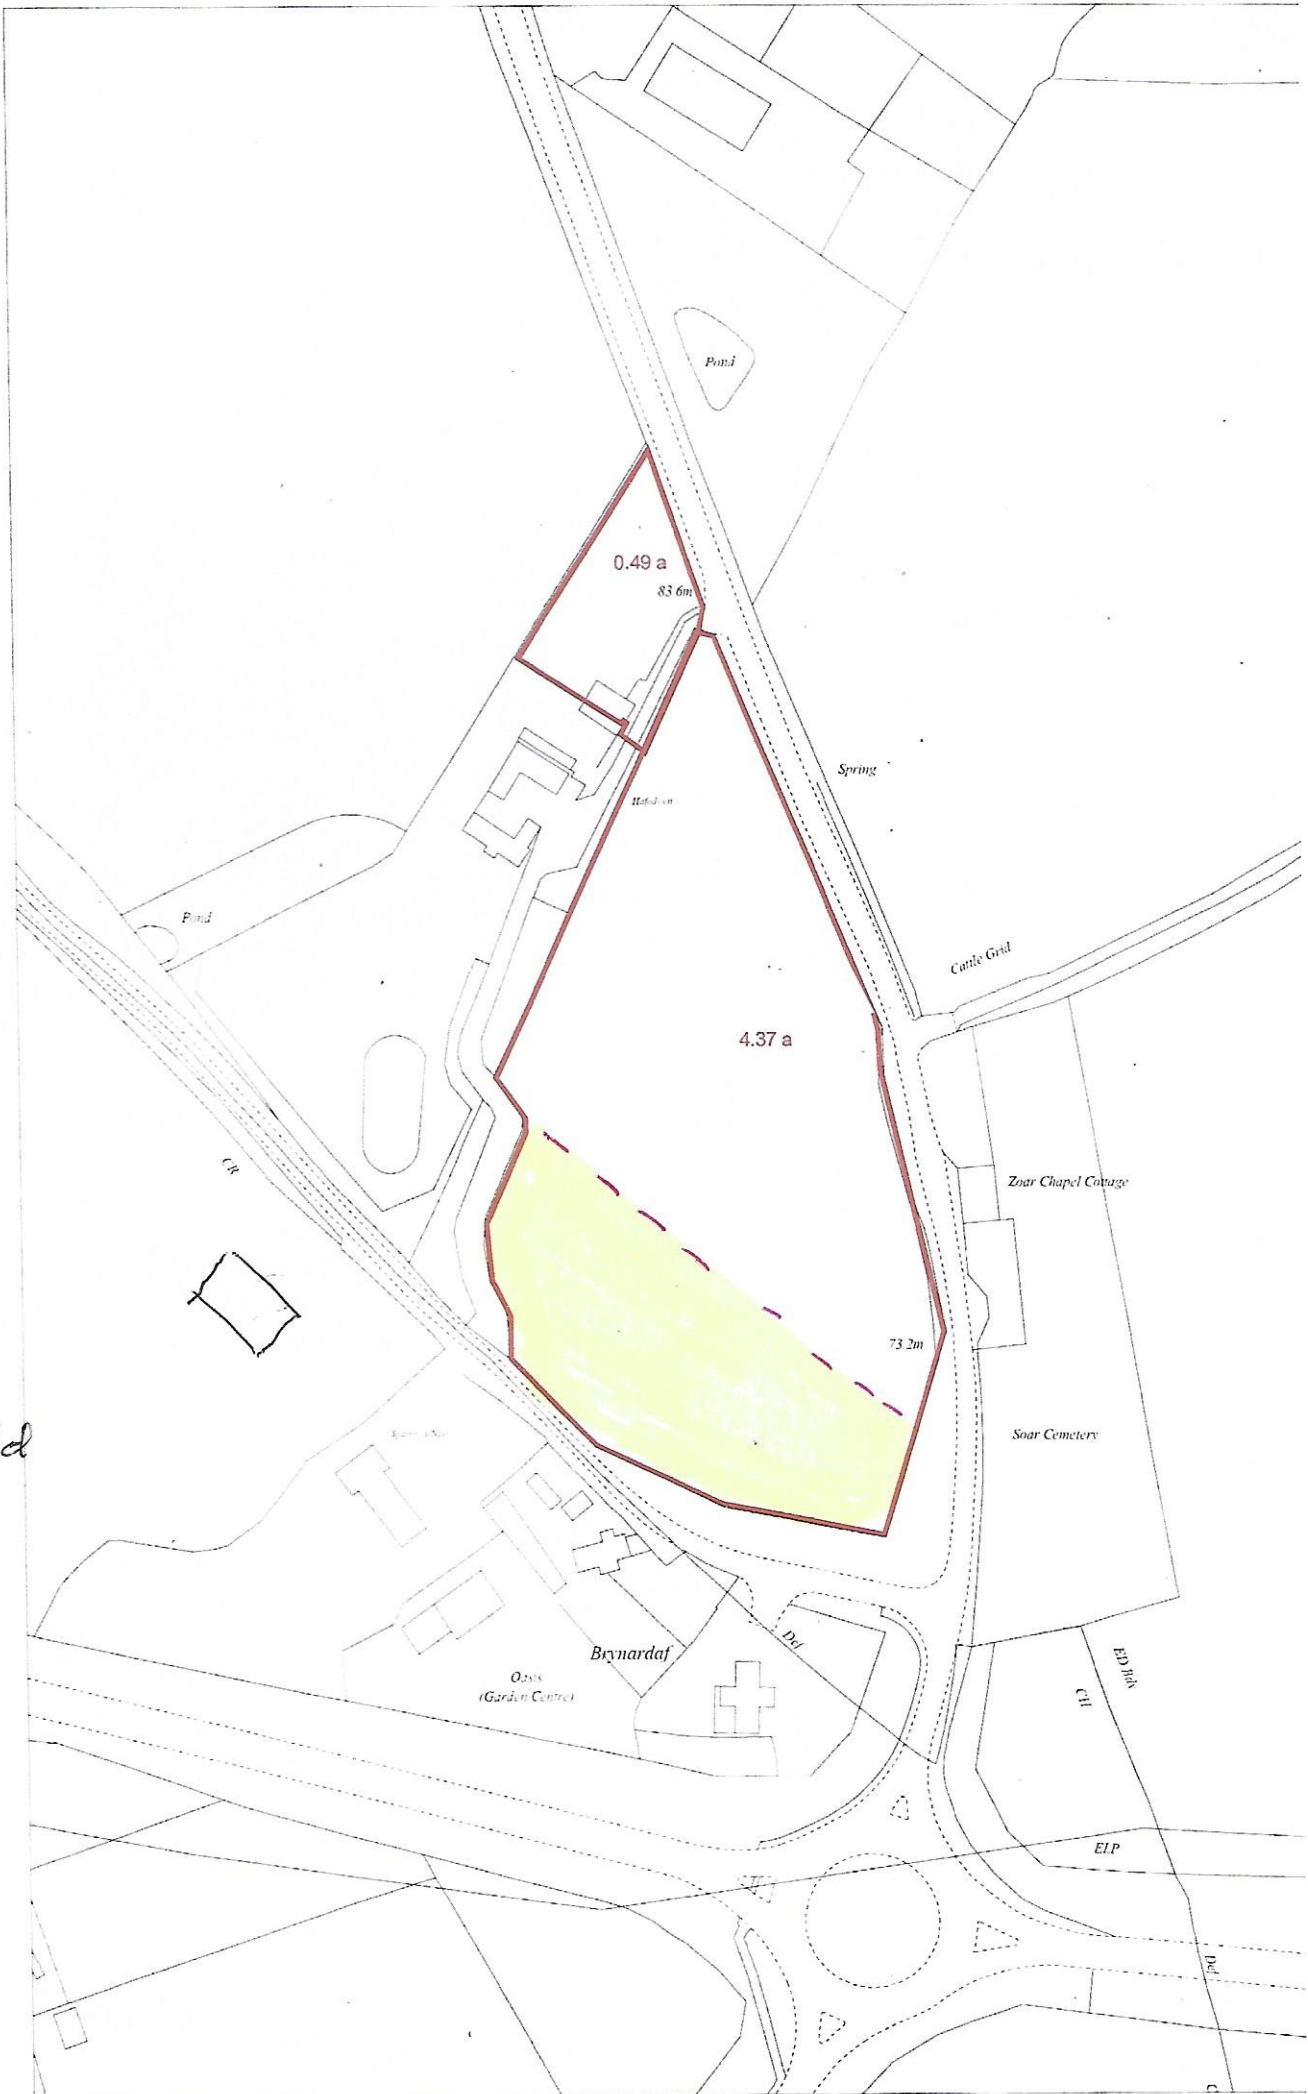 Pond
0.49 a
83.6m
Spring
Pond
Cattle Grid
4.37 a
CR
Zoar Chapel Cottage
73.2m
d
Soar Cemetery
Brynardaf
Def
Oasis
(Garden Centre)
ED Bdy
CH
ELP
Def